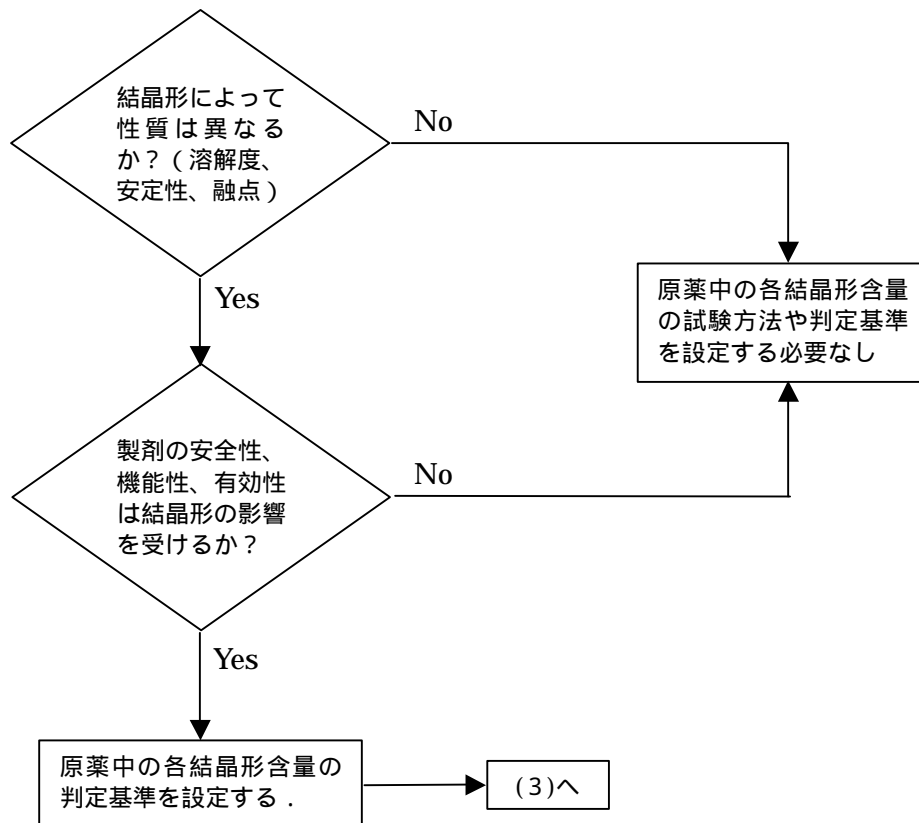 結晶形によって
性質は異なる
か？（溶解度、
安定性、融点）
No
Yes
原薬中の各結晶形含量
の試験方法や判定基準
を設定する必要なし
製剤の安全性、
機能性、有効性
は結晶形の影響
を受けるか？
No
Yes
原薬中の各結晶形含量の
判定基準を設定する．
(3)へ